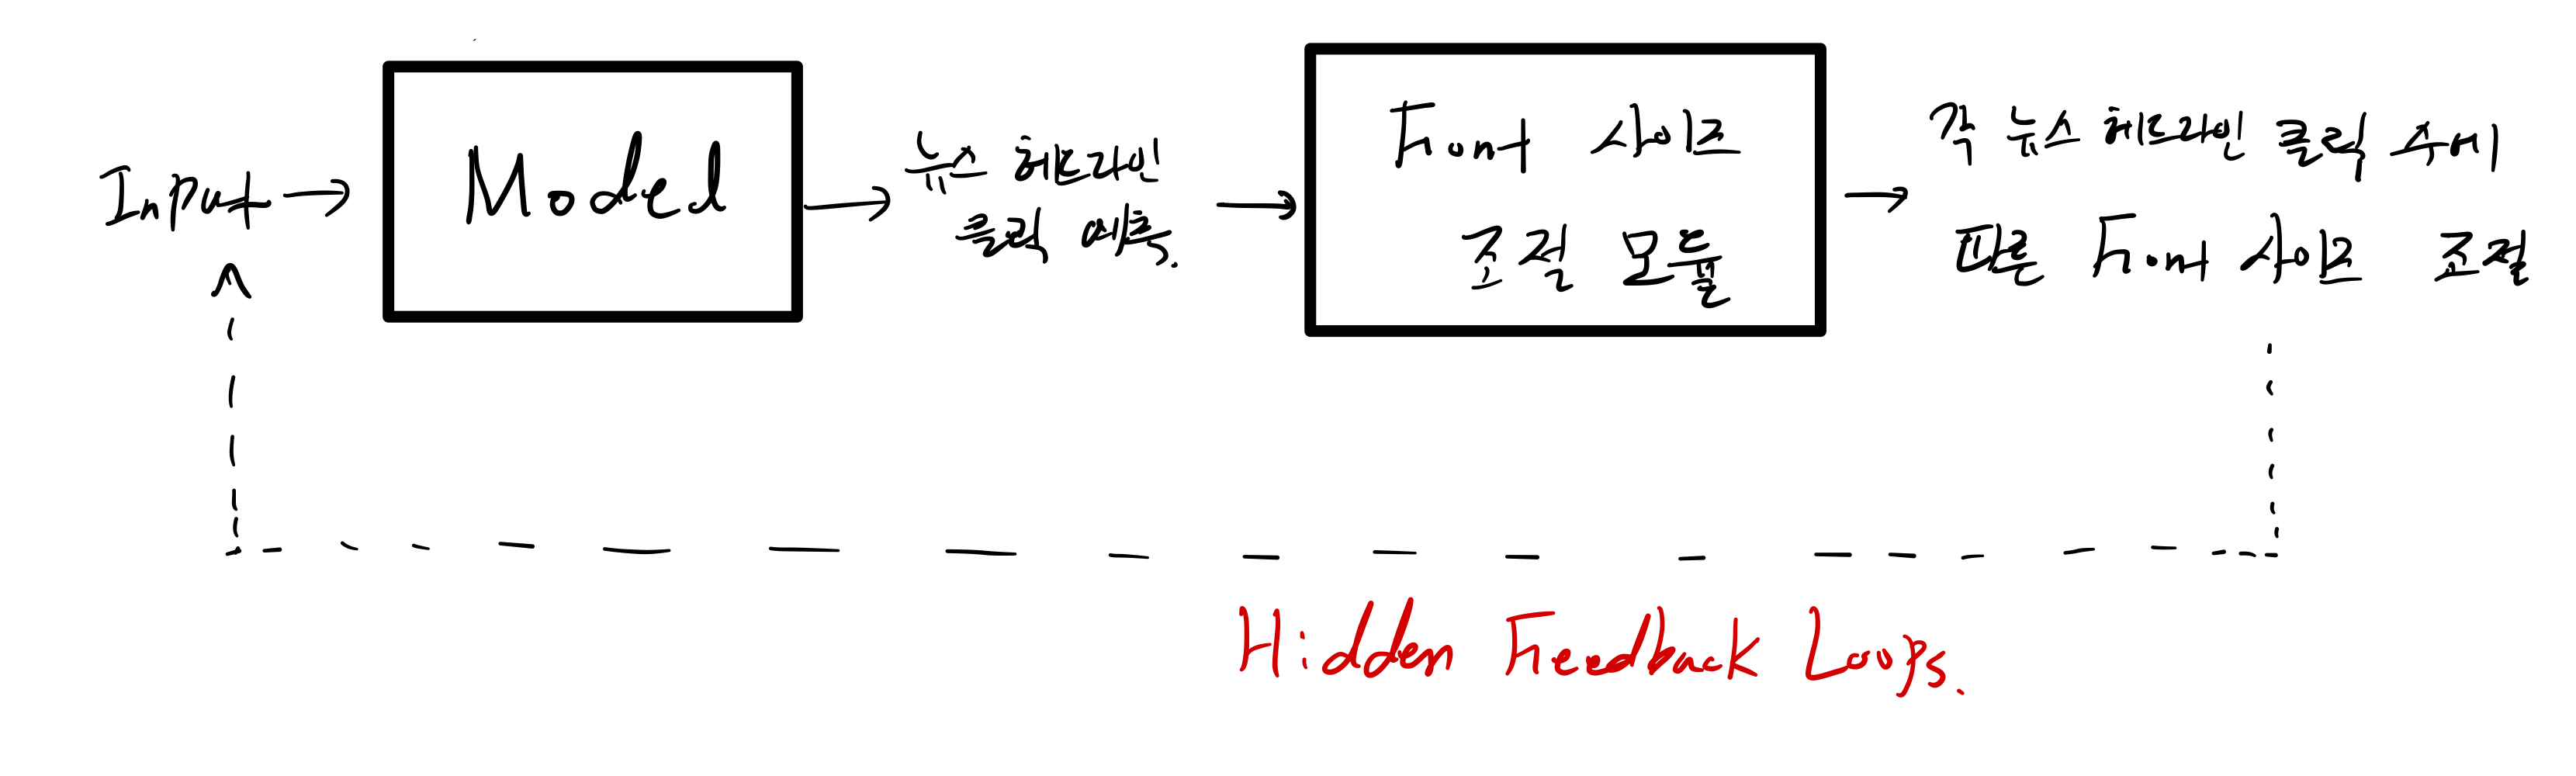 Input
Model
뉴스 헤드라인
클릭 예측.
Font 사이즈
조절 모듈
각 뉴스 헤드라인 클릭 수에
따른 Font 사이즈 조절
Hidden Feedback Loops.